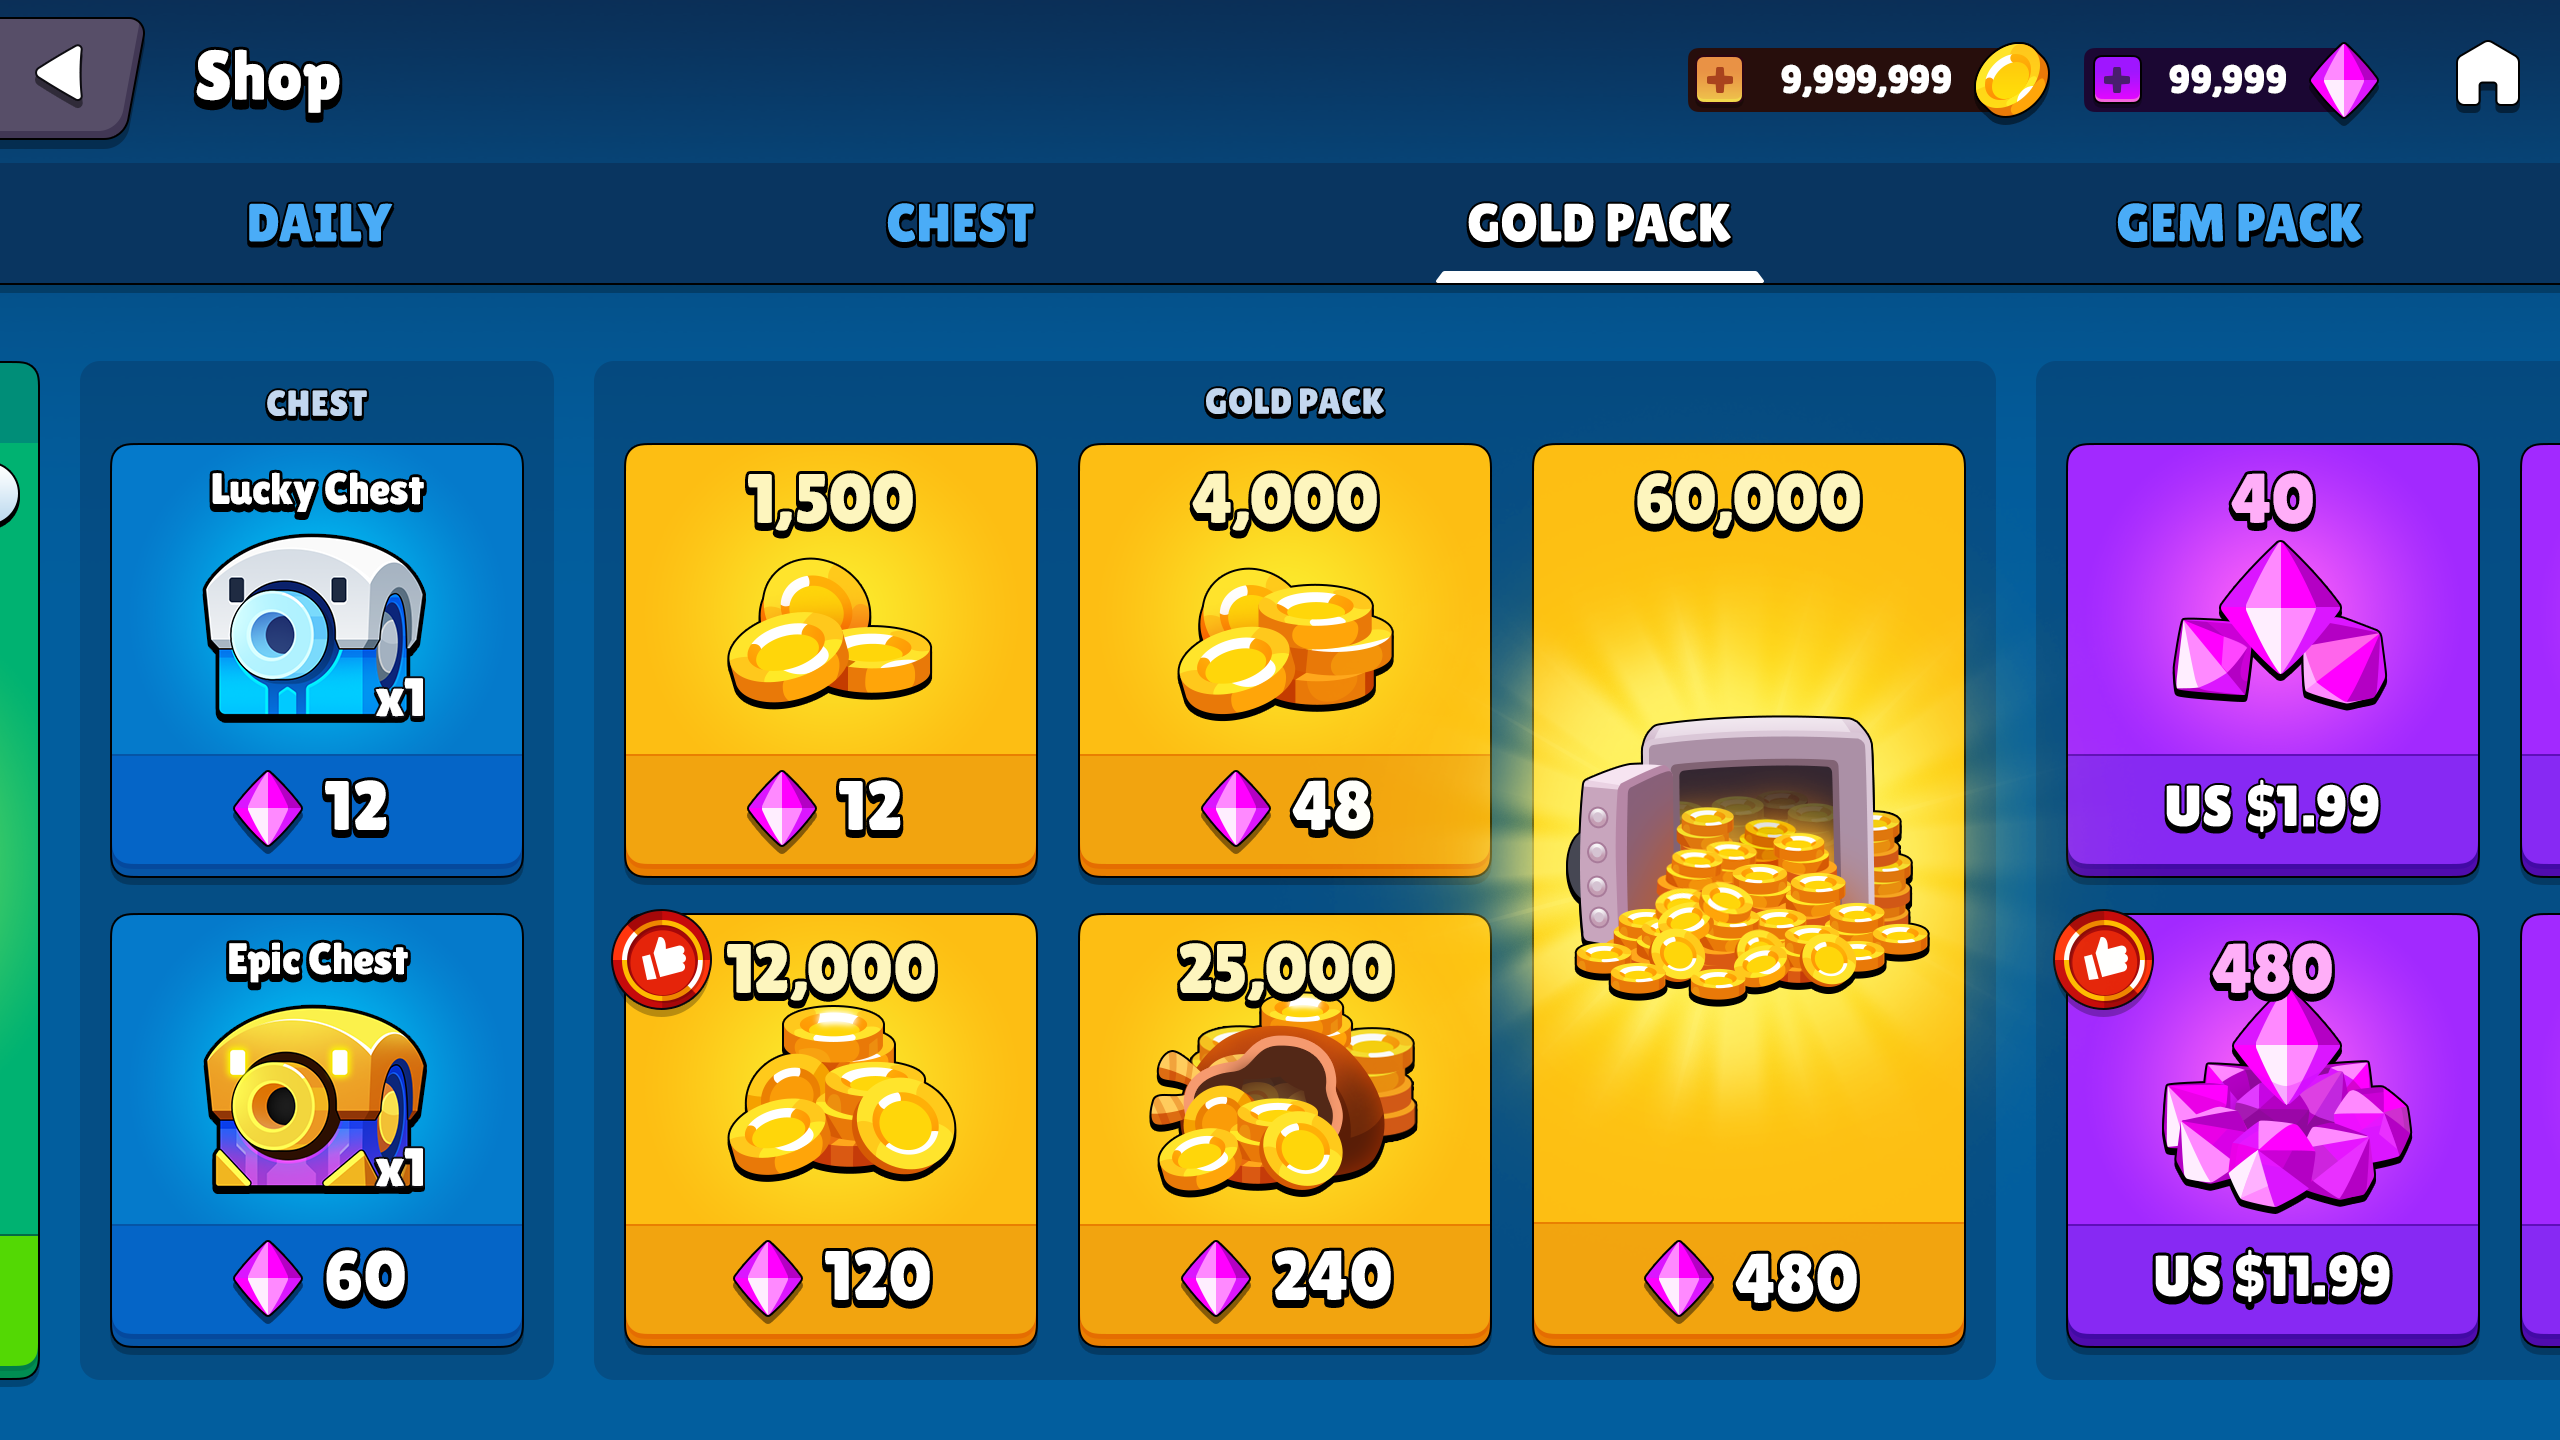 Shop
9,999,999
99,999
DAILY
CHEST
GOLD PACK
GEM PACK
CHEST
Lucky Chest
x1
12
Epic Chest
x1
60
GOLD PACK
1,500
12
4,000
48
12,000
120
25,000
240
60,000
480
40
US $1.99
480
US $11.99